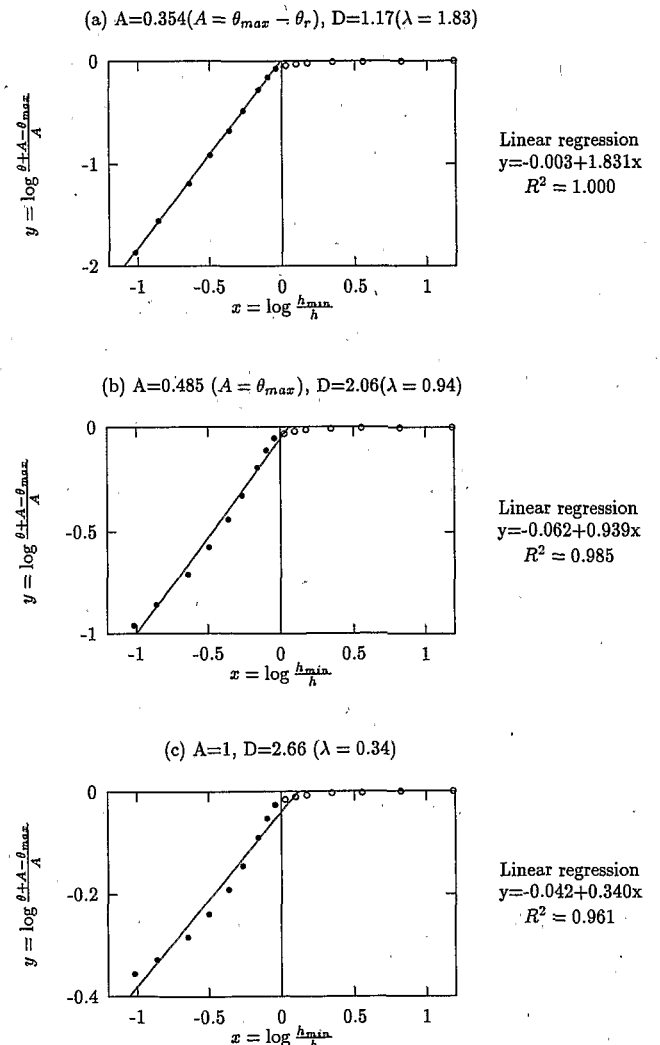 (a) A=0.354(A = θmax − θr), D=1.17(λ = 1.83)
0
-1
-2
y = log θ+A−θmax / A
-1 -0.5 0 0.5 1
x = log hmin / h
Linear regression
y=-0.003+1.831x
R² = 1.000
(b) A=0.485 (A = θmax), D=2.06(λ = 0.94)
0
-0.5
-1
y = log θ+A−θmax / A
-1 -0.5 0 0.5 1
x = log hmin / h
Linear regression
y=-0.062+0.939x
R² = 0.985
(c) A=1, D=2.66 (λ = 0.34)
0
-0.2
-0.4
y = log θ+A−θmax / A
-1 -0.5 0 0.5 1
x = log hmin / h
Linear regression
y=-0.042+0.340x
R² = 0.961